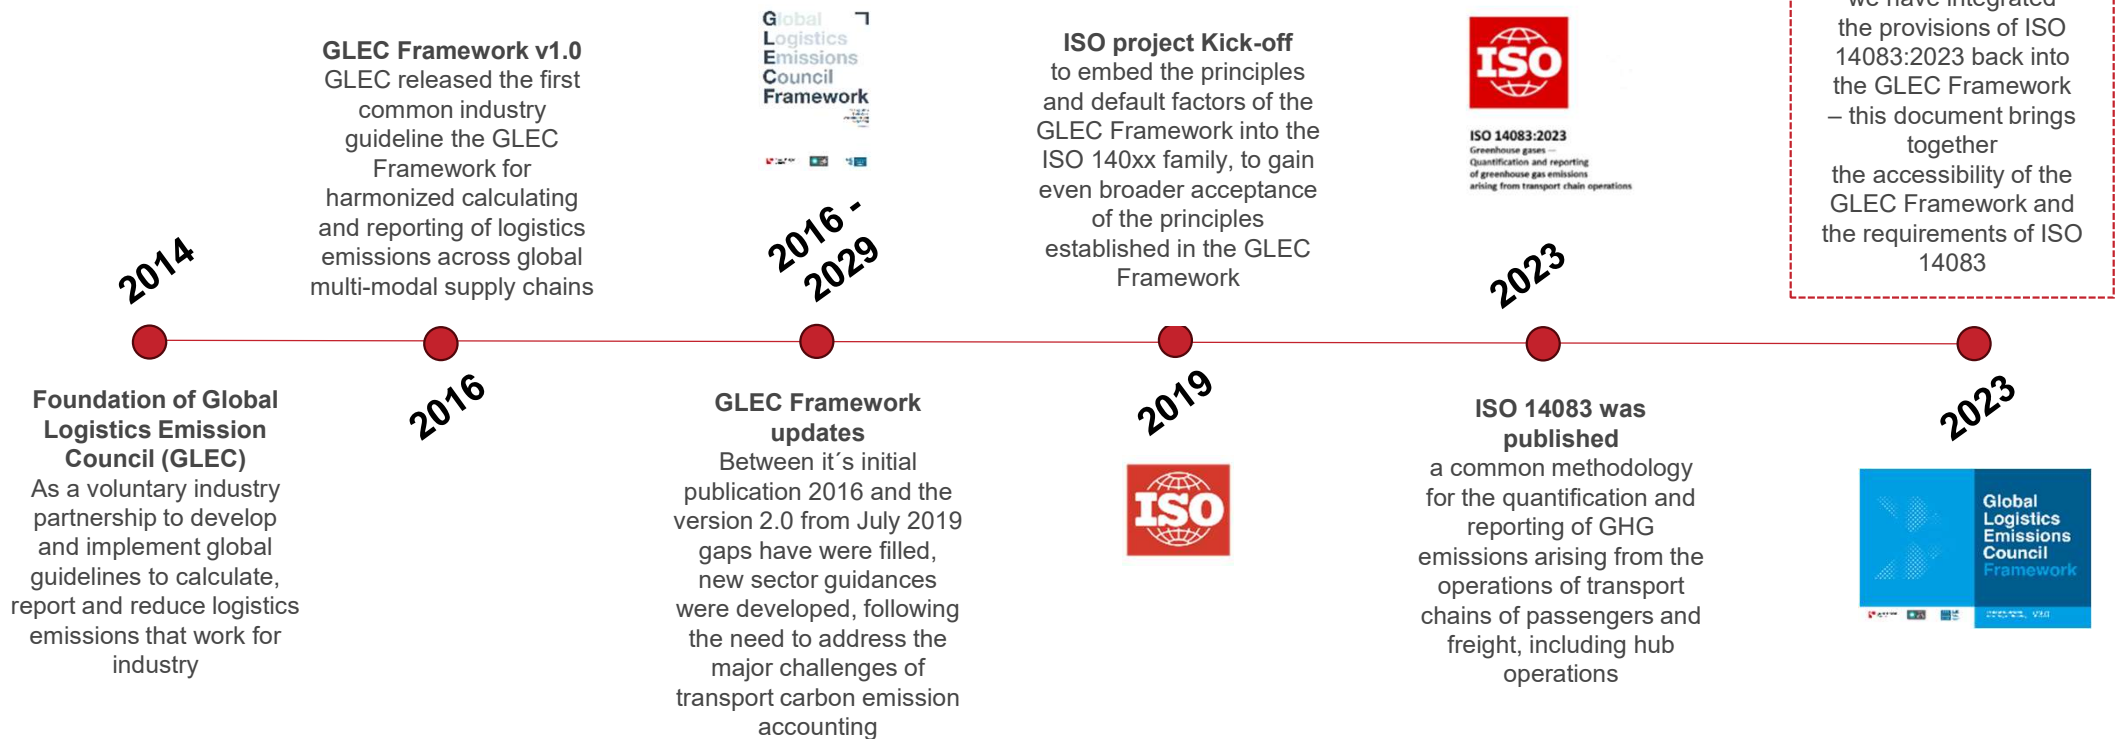 2014
Foundation of Global
Logistics Emission
Council (GLEC)
As a voluntary industry
partnership to develop
and implement global
guidelines to calculate,
report and reduce logistics
emissions that work for
industry
GLEC Framework v1.0
GLEC released the first
common industry
guideline the GLEC
Framework for
harmonized calculating
and reporting of logistics
emissions across global
multi-modal supply chains
2016
Global
Logistics
Emissions
Council
Framework
2016 -
2029
GLEC Framework
updates
Between it´s initial
publication 2016 and the
version 2.0 from July 2019
gaps have were filled,
new sector guidances
were developed, following
the need to address the
major challenges of
transport carbon emission
accounting
ISO project Kick-off
to embed the principles
and default factors of the
GLEC Framework into the
ISO 140xx family, to gain
even broader acceptance
of the principles
established in the GLEC
Framework
2019
ISO
ISO
ISO 14083:2023
Greenhouse gases —
Quantification and reporting
of greenhouse gas emissions
arising from transport chain operations
2023
ISO 14083 was
published
a common methodology
for the quantification and
reporting of GHG
emissions arising from the
operations of transport
chains of passengers and
freight, including hub
operations
we have integrated
the provisions of ISO
14083:2023 back into
the GLEC Framework
– this document brings
together
the accessibility of the
GLEC Framework and
the requirements of ISO
14083
2023
Global
Logistics
Emissions
Council
Framework
V3.0